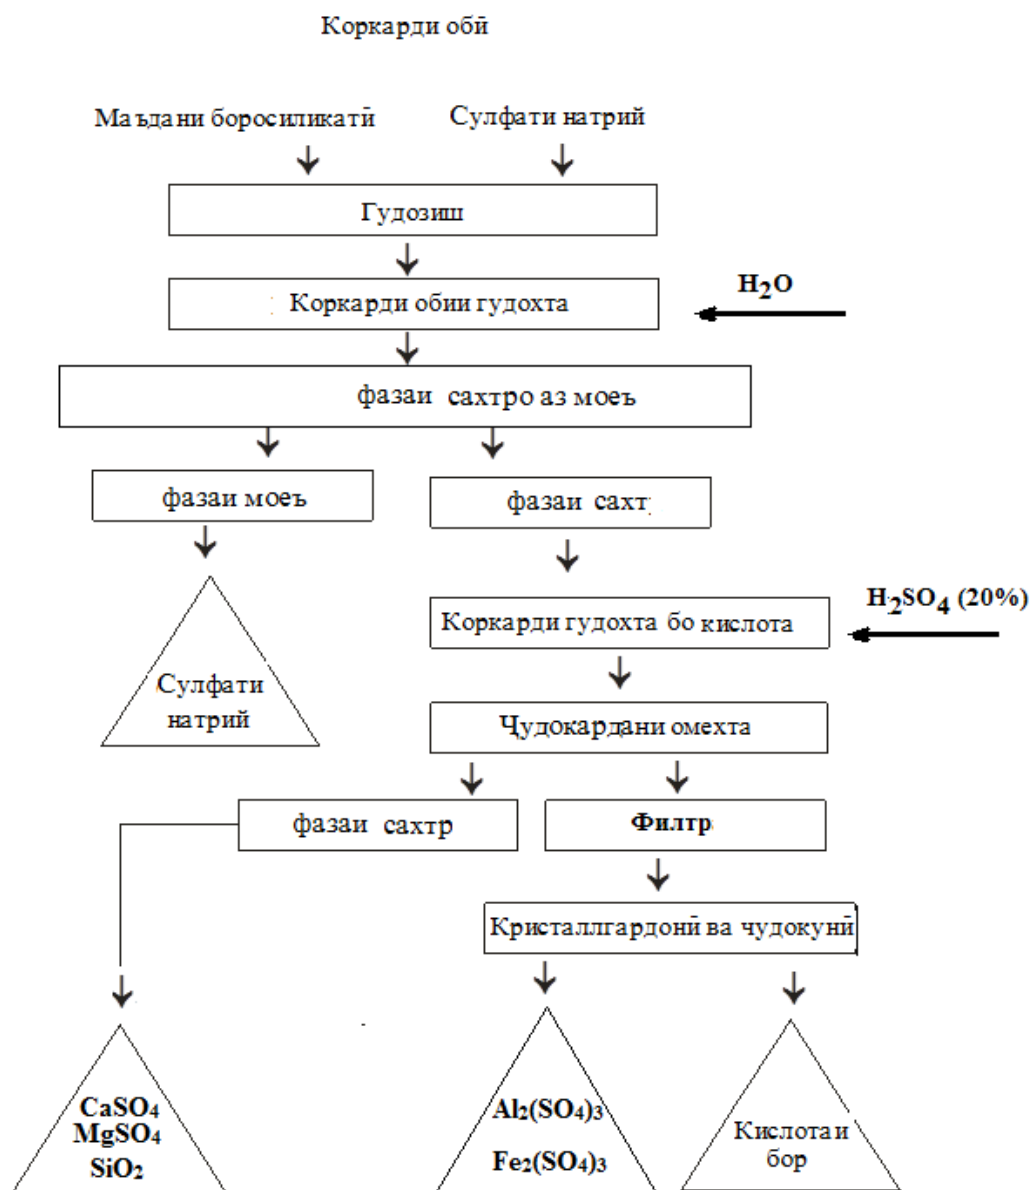 Коркарди обӣ
Маъдани боросиликатӣ
Сулфати натрий
Гудозиш
Коркарди обии гудохта
H2O
фазаи сахтро аз моеъ
фазаи моеъ
фазаи сахт
H2SO4 (20%)
Коркарди гудохта бо кислота
Сулфати
натрий
Ҷудокардани омехта
фазаи сахтр
Филтр
Кристаллгардонӣ ва чудокунӣ
CaSO4
MgSO4
SiO2
Al2(SO4)3
Fe2(SO4)3
Кислотаи
бор